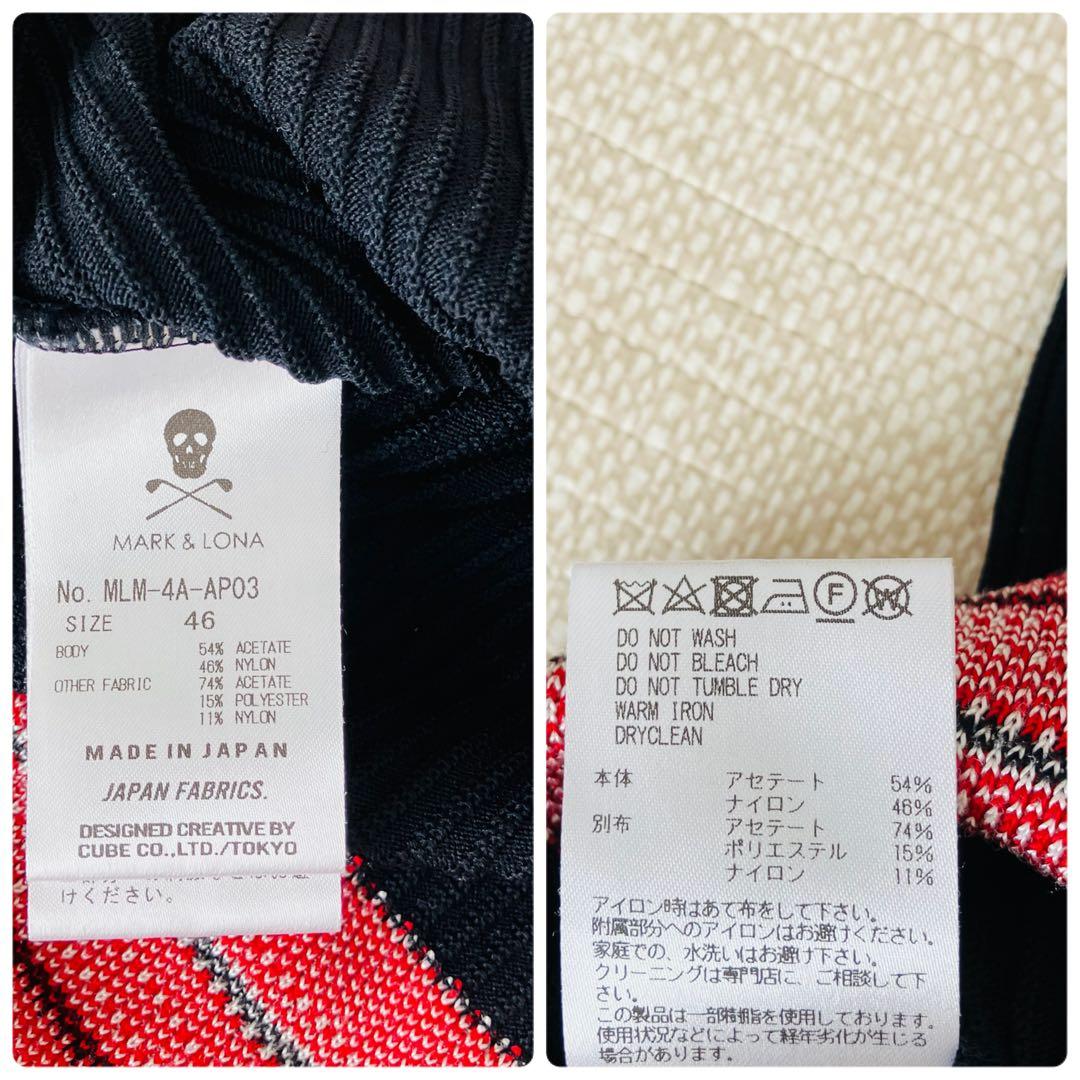 MARK & LONA
No. MLM-4A-AP03
SIZE 46
BODY 54% ACETATE
46% NYLON
OTHER FABRIC 74% ACETATE
15% POLYESTER
11% NYLON
MADE IN JAPAN
JAPAN FABRICS.
DESIGNED CREATIVE BY
CUBE CO.,LTD./TOKYO
けください。
F
W
DO NOT WASH
DO NOT BLEACH
DO NOT TUMBLE DRY
WARM IRON
DRYCLEAN
本体 アセテート 54%
ナイロン 46%
別布 アセテート 74%
ポリエステル 15%
ナイロン 11%
アイロン時はあて布をして下さい。
附属部分へのアイロンはお避けください。
家庭での、水洗いはお避け下さい。
クリーニングは専門店に、ご相談して下
さい。
この製品は一部樹脂を使用しております。
使用状況などによって経年劣化が生じる
場合があります。